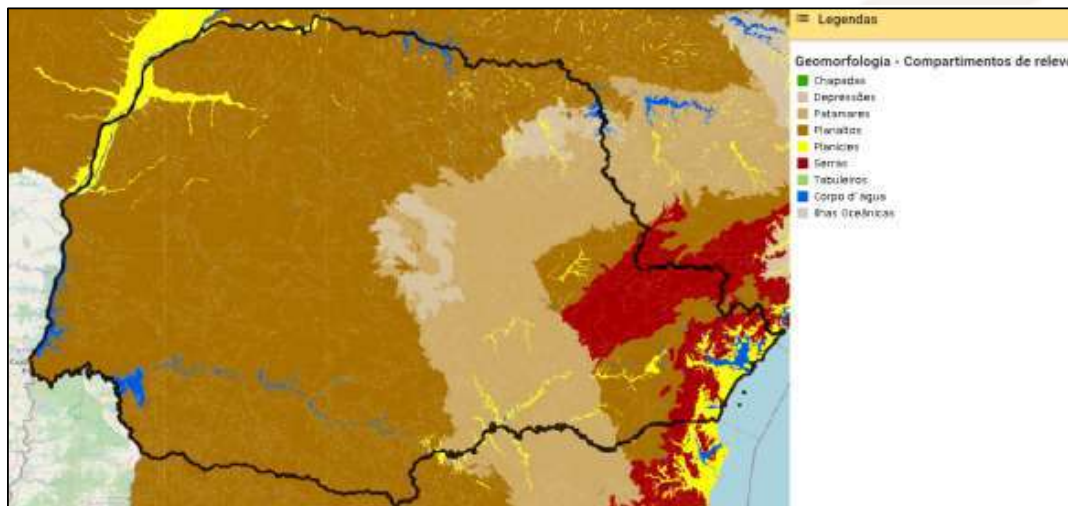 Legendas
Geomorfologia - Compartimentos de relevo
Chapadas
Depressões
Patamares
Planaltos
Planícies
Serras
Tabuleiros
Corpo d'água
Ilhas Oceânicas